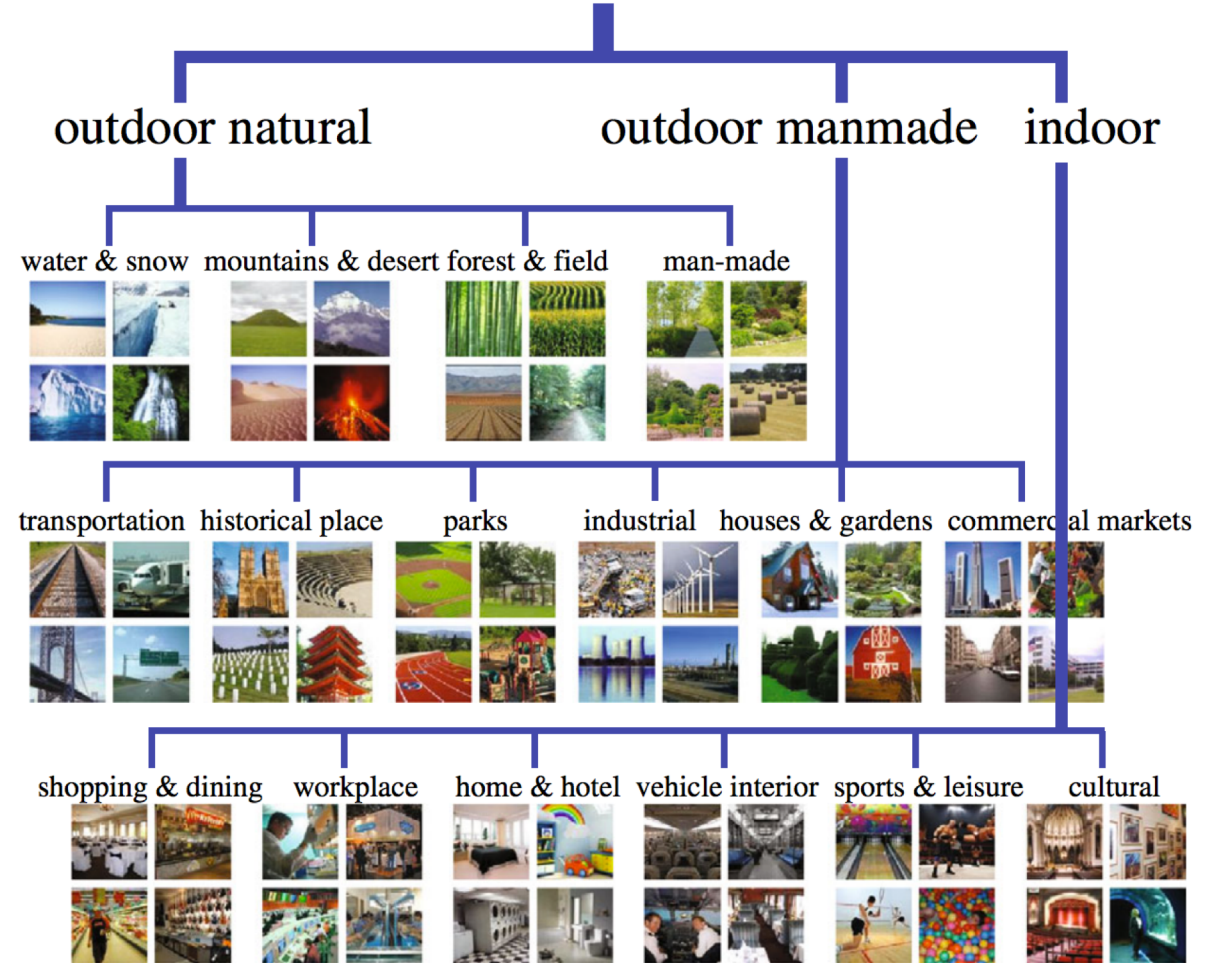 outdoor natural
outdoor manmade
indoor
water & snow
mountains & desert
forest & field
man-made
transportation
historical place
parks
industrial
houses & gardens
commercial markets
shopping & dining
workplace
home & hotel
vehicle interior
sports & leisure
cultural